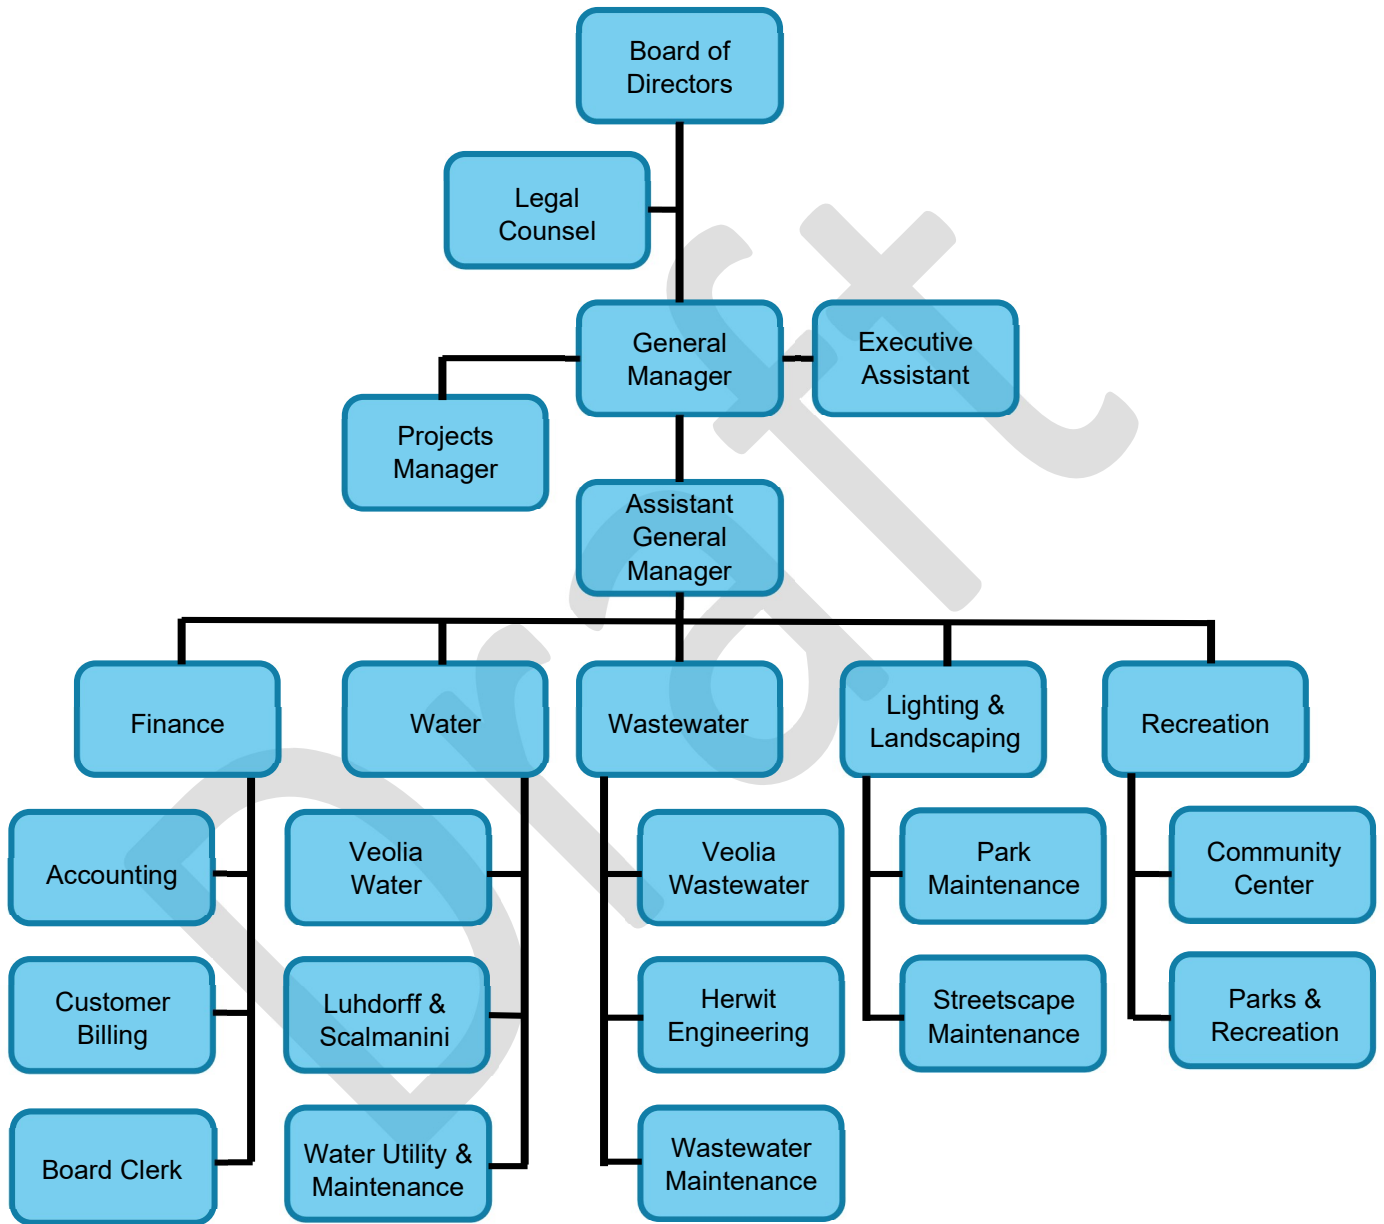 Board of
Directors
Legal
Counsel
General
Manager
Executive
Assistant
Projects
Manager
Assistant
General
Manager
Finance
Water
Wastewater
Lighting &
Landscaping
Recreation
Accounting
Veolia
Water
Veolia
Wastewater
Park
Maintenance
Community
Center
Customer
Billing
Luhdorff &
Scalmanini
Herwit
Engineering
Streetscape
Maintenance
Parks &
Recreation
Board Clerk
Water Utility &
Maintenance
Wastewater
Maintenance
Draft